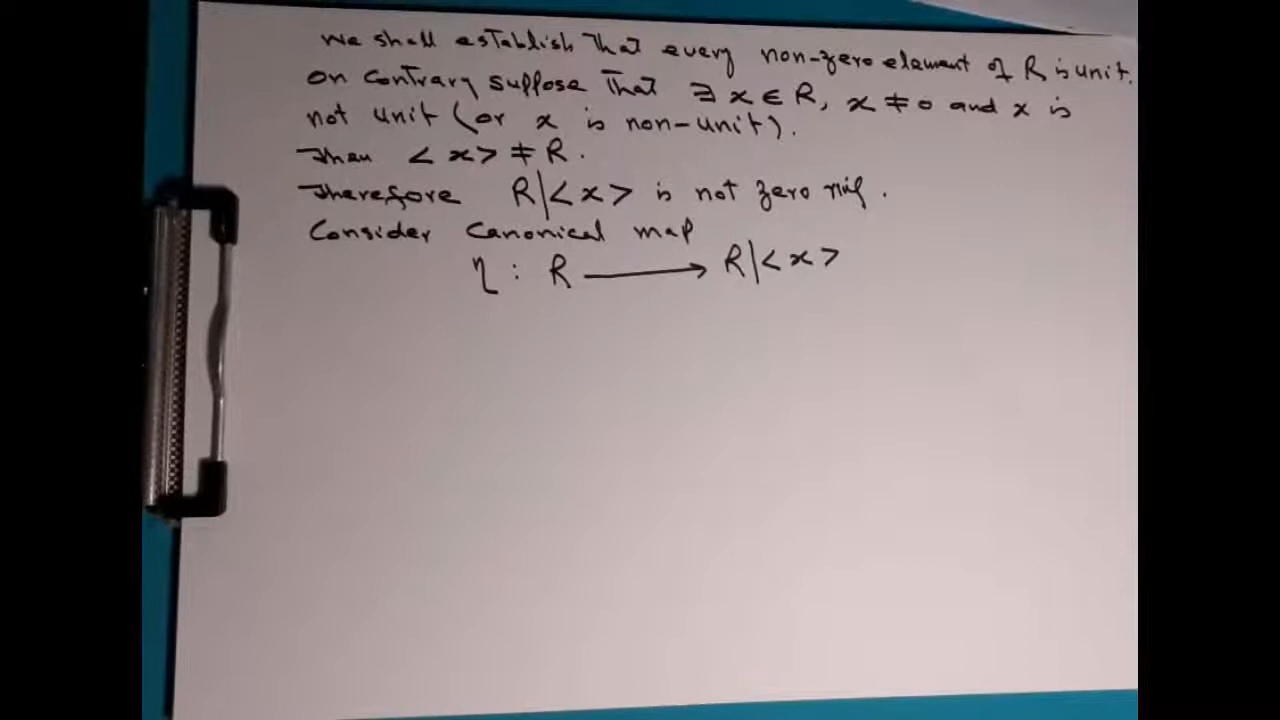 We shall establish that every non-zero element of R is unit.
on contrary suppose that ∃ x ∈ R, x ≠ 0 and x is
not unit (or x is non-unit).
Then < x > ≠ R.
Therefore R|< x > is not zero ring.
Consider Canonical map
η : R ⟶ R|< x >